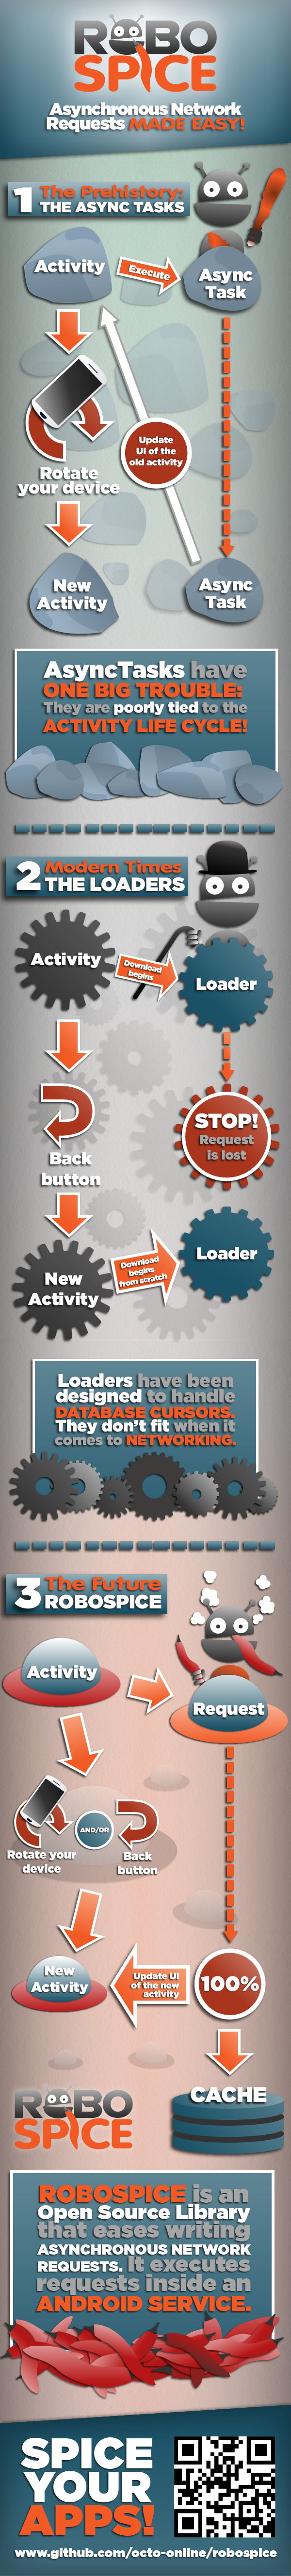 ROBO
SPICE
Asynchronous Network
Requests MADE EASY!
1 The Prehistory:
THE ASYNC TASKS
Activity
Execute
Async
Task
Update
UI of the
old activity
Rotate
your device
New
Activity
Async
Task
AsyncTasks have
ONE BIG TROUBLE:
They are poorly tied to the
ACTIVITY LIFE CYCLE!
2 Modern Times
THE LOADERS
Activity
Download
begins
Loader
STOP!
Request
is lost
Back
button
New
Activity
Download
begins
from scratch
Loader
Loaders have been
designed to handle
DATABASE CURSORS.
They don't fit when it
comes to NETWORKING.
3 The Future
ROBOSPICE
Activity
Request
Rotate your
device
AND/OR
Back
button
New
Activity
Update UI
of the new
activity
100%
CACHE
ROBO
SPICE
ROBOSPICE is an
Open Source Library
that eases writing
ASYNCHRONOUS NETWORK
REQUESTS. It executes
requests inside an
ANDROID SERVICE.
SPICE
YOUR
APPS!
www.github.com/octo-online/robospice